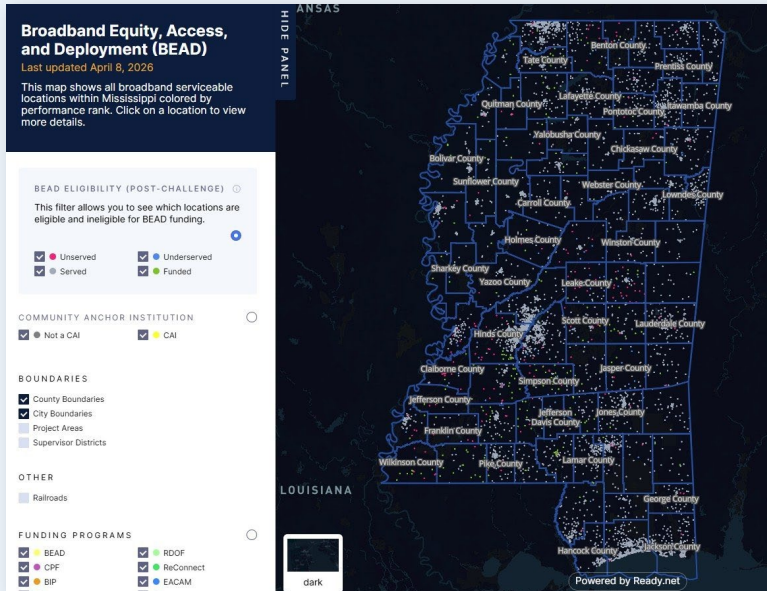 Broadband Equity, Access,
and Deployment (BEAD)
Last updated April 8, 2026
This map shows all broadband serviceable
locations within Mississippi colored by
performance rank. Click on a location to view
more details.
HIDE PANEL
BEAD ELIGIBILITY (POST-CHALLENGE)
This filter allows you to see which locations are
eligible and ineligible for BEAD funding.
Unserved Underserved
Served Funded
COMMUNITY ANCHOR INSTITUTION
Not a CAI CAI
BOUNDARIES
County Boundaries
City Boundaries
Project Areas
Supervisor Districts
OTHER
Railroads
FUNDING PROGRAMS
BEAD RDOF
CPF ReConnect
BIP EACAM
ANSAS
Benton County
Tate County
Prentiss County
Lafayette County
Quitman County
Pontotoc County Itawamba County
Yalobusha County
Chickasaw County
Bolivar County
Sunflower County
Webster County
Lowndes County
Carroll County
Holmes County
Winston County
Sharkey County
Yazoo County
Leake County
Scott County
Lauderdale County
Hinds County
Claiborne County
Jasper County
Simpson County
Jefferson County
Jefferson
Davis County
Jones County
Franklin County
Wilkinson County
Pike County
Lamar County
LOUISIANA
George County
Hancock County
Jackson County
dark
Powered by Ready.net